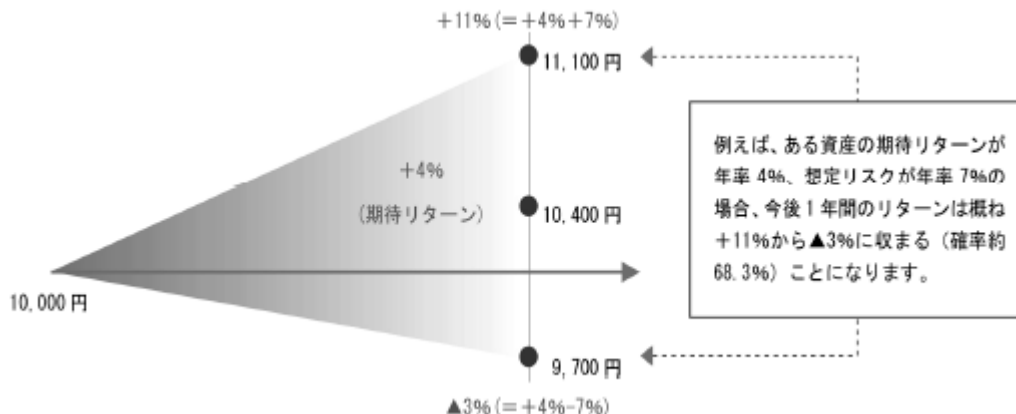 +11%(=+4%+7%)
11,100 円
+4%
(期待リターン)
10,400 円
10,000 円
9,700 円
▲3%(=+4%-7%)
例えば、ある資産の期待リターンが
年率 4%、想定リスクが年率 7%の
場合、今後 1 年間のリターンは概ね
+11%から▲3%に収まる（確率約
68.3%）ことになります。